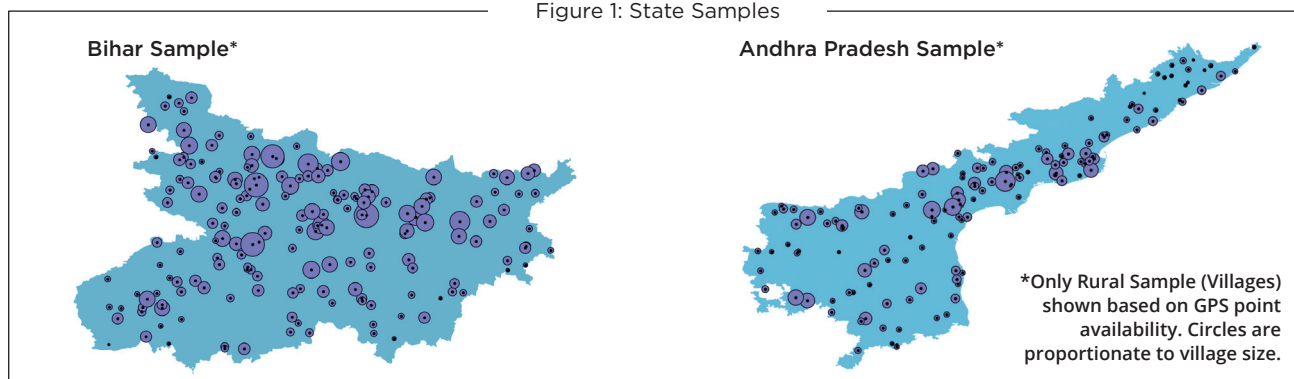 Figure 1: State Samples
Bihar Sample*
Andhra Pradesh Sample*
*Only Rural Sample (Villages)
shown based on GPS point
availability. Circles are
proportionate to village size.